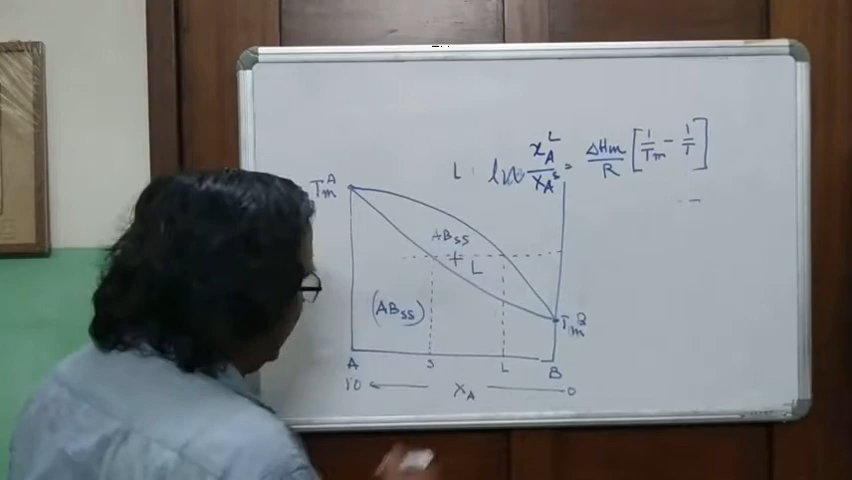 L : ln x_A^L / x_A^s = ΔHm / R [ 1/Tm - 1/T ]
T_m^A
AB_ss
+ L
(AB_ss)
T_m^B
A S L B
1.0 ← X_A — 0